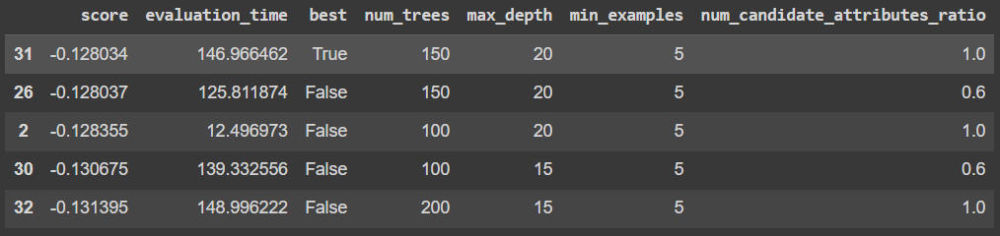 score evaluation_time best num_trees max_depth min_examples num_candidate_attributes_ratio
31 -0.128034 146.966462 True 150 20 5 1.0
26 -0.128037 125.811874 False 150 20 5 0.6
2 -0.128355 12.496973 False 100 20 5 1.0
30 -0.130675 139.332556 False 100 15 5 0.6
32 -0.131395 148.996222 False 200 15 5 1.0